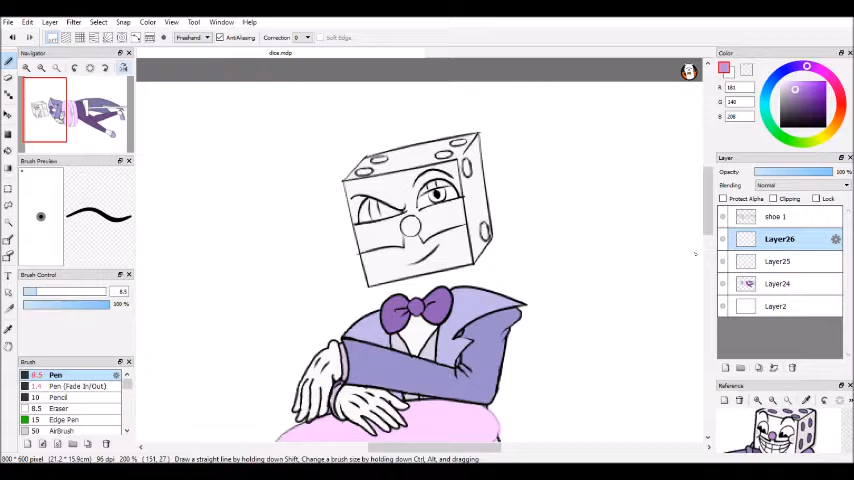 File Edit Layer Filter Select Snap Color View Tool Window Help
Freehand AntiAliasing Correction 0 Soft Edge
dice.mdp
Navigator
Brush Preview
Brush Control
8.5
100 %
Brush
Pen
1.4 Pen (Fade In/Out)
10 Pencil
8.5 Eraser
15 Edge Pen
50 AirBrush
Color
R 181
G 140
B 208
Layer
Opacity 100 %
Blending Normal
Protect Alpha Clipping Lock
shoe 1
Layer26
Layer25
Layer24
Layer2
Reference
800 * 600 pixel (21.2 * 15.9cm) 96 dpi 200 % (151, 27) Draw a straight line by holding down Shift, Change a brush size by holding down Ctrl, Alt, and dragging